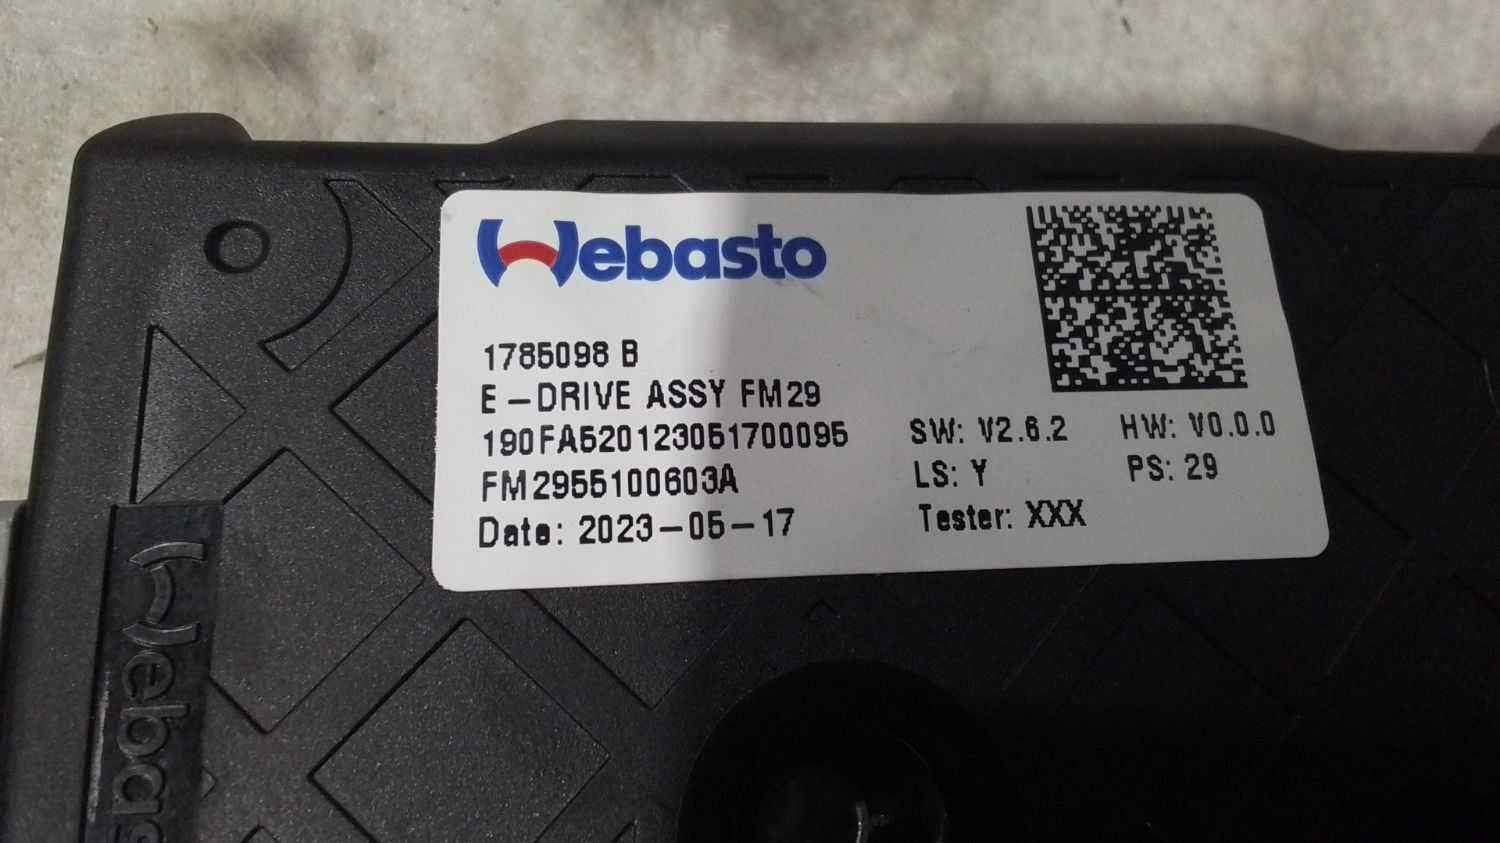 Webasto
1785098 B
E-DRIVE ASSY FM29
190FA520123051700095
SW: V2.6.2
HW: V0.0.0
FM2955100603A
LS: Y
PS: 29
Date: 2023-05-17
Tester: XXX
Webas